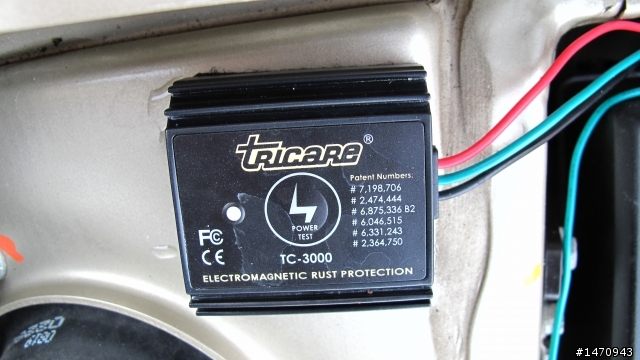 TRICARE®
Patent Numbers:
# 7,198,706
# 2,474,444
# 6,875,336 B2
# 6,046,515
# 6,331,243
# 2,364,750
POWER
TEST
FC
CE
TC-3000
ELECTROMAGNETIC RUST PROTECTION
#1470943